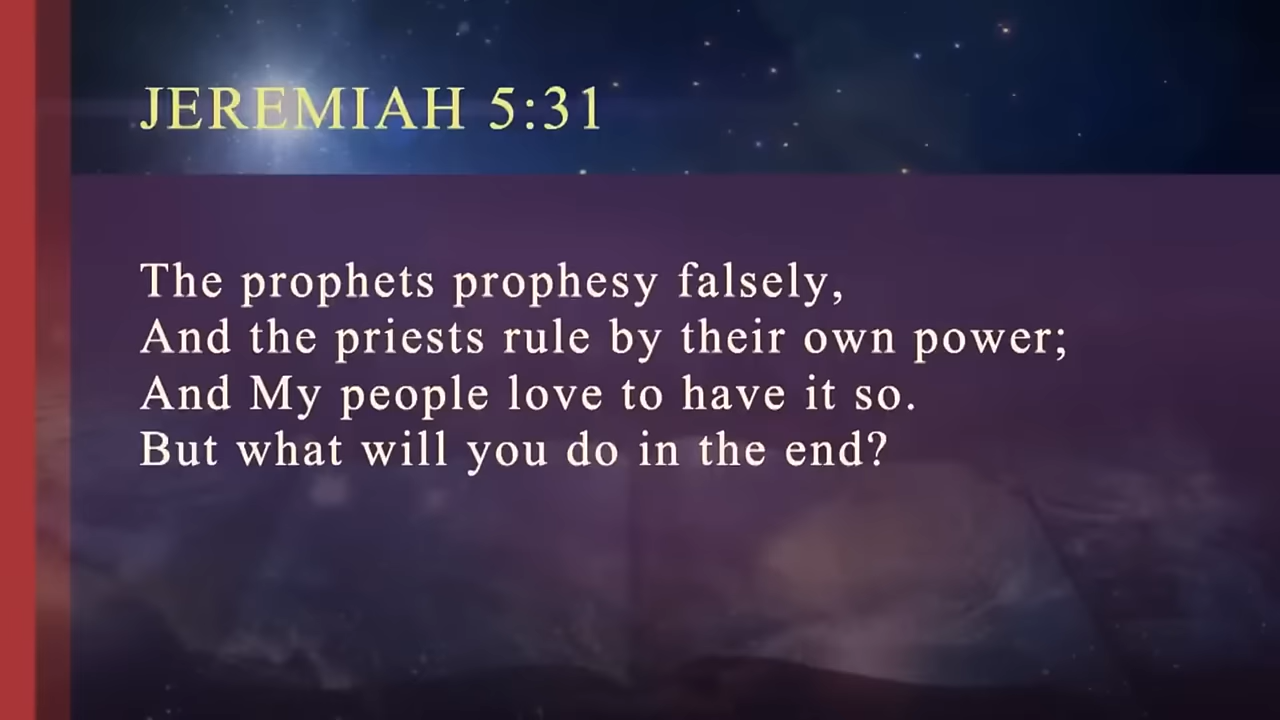 JEREMIAH 5:31
The prophets prophesy falsely,
And the priests rule by their own power;
And My people love to have it so.
But what will you do in the end?